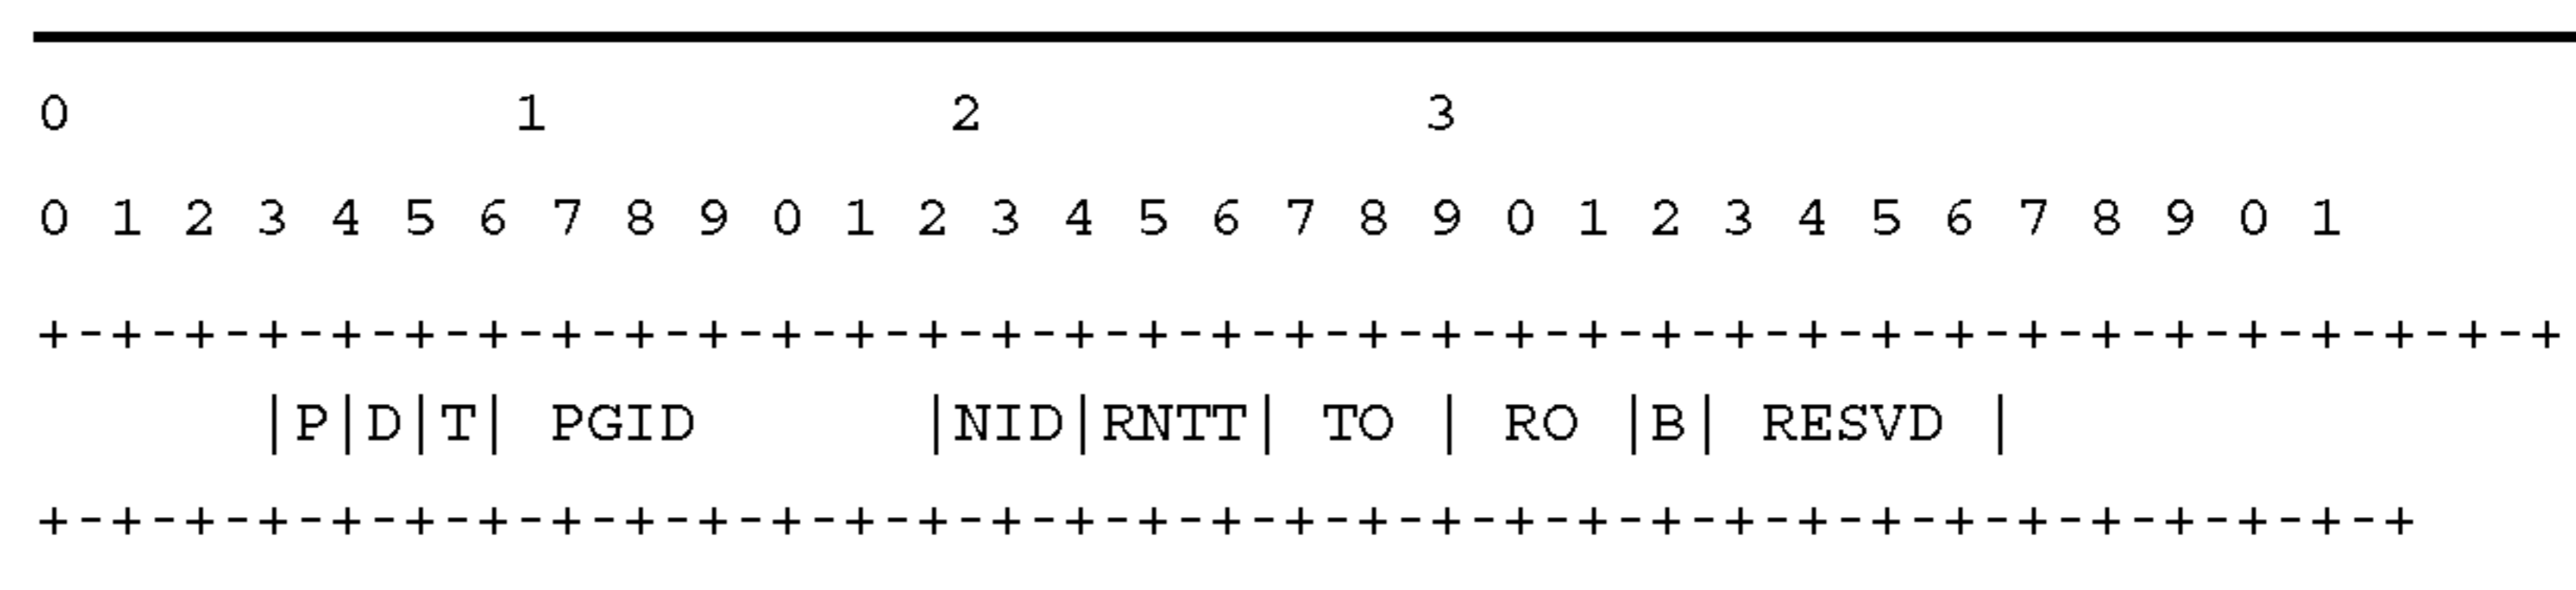 0            1           2            3
0 1 2 3 4 5 6 7 8 9 0 1 2 3 4 5 6 7 8 9 0 1 2 3 4 5 6 7 8 9 0 1
+-+-+-+-+-+-+-+-+-+-+-+-+-+-+-+-+-+-+-+-+-+-+-+-+-+-+-+-+-+-+-+-+-+-+
      |P|D|T| PGID      |NID|RNTT| TO | RO |B| RESVD |
+-+-+-+-+-+-+-+-+-+-+-+-+-+-+-+-+-+-+-+-+-+-+-+-+-+-+-+-+-+-+-+-+